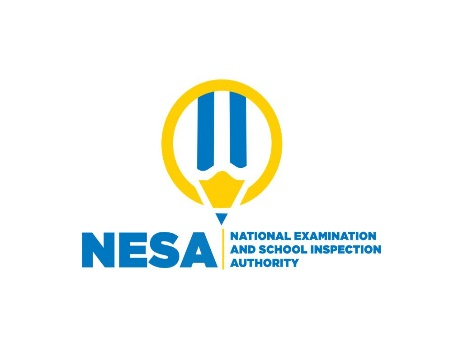 NESA
NATIONAL EXAMINATION
AND SCHOOL INSPECTION
AUTHORITY